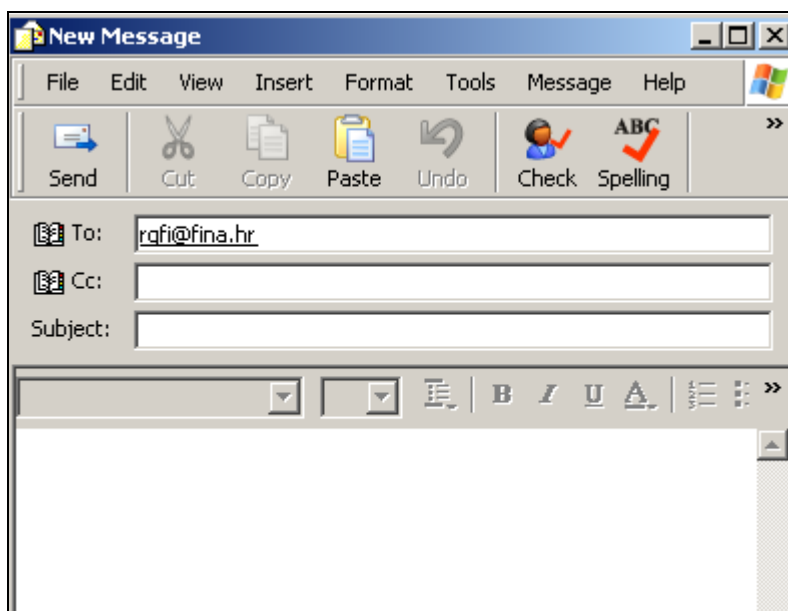 New Message
File Edit View Insert Format Tools Message Help
Send Cut Copy Paste Undo Check ABC Spelling
To: rgfi@fina.hr
Cc:
Subject:
B I U A